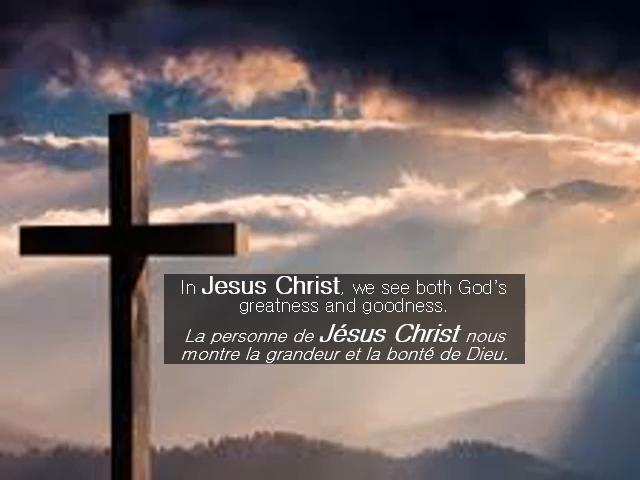 In Jesus Christ, we see both God's
greatness and goodness.
La personne de Jésus Christ nous
montre la grandeur et la bonté de Dieu.